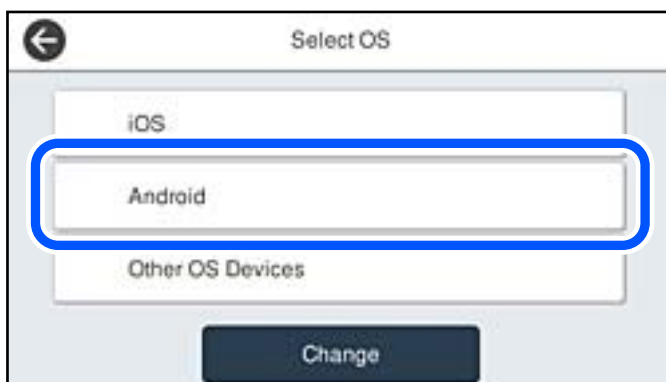 Select OS
iOS
Android
Other OS Devices
Change